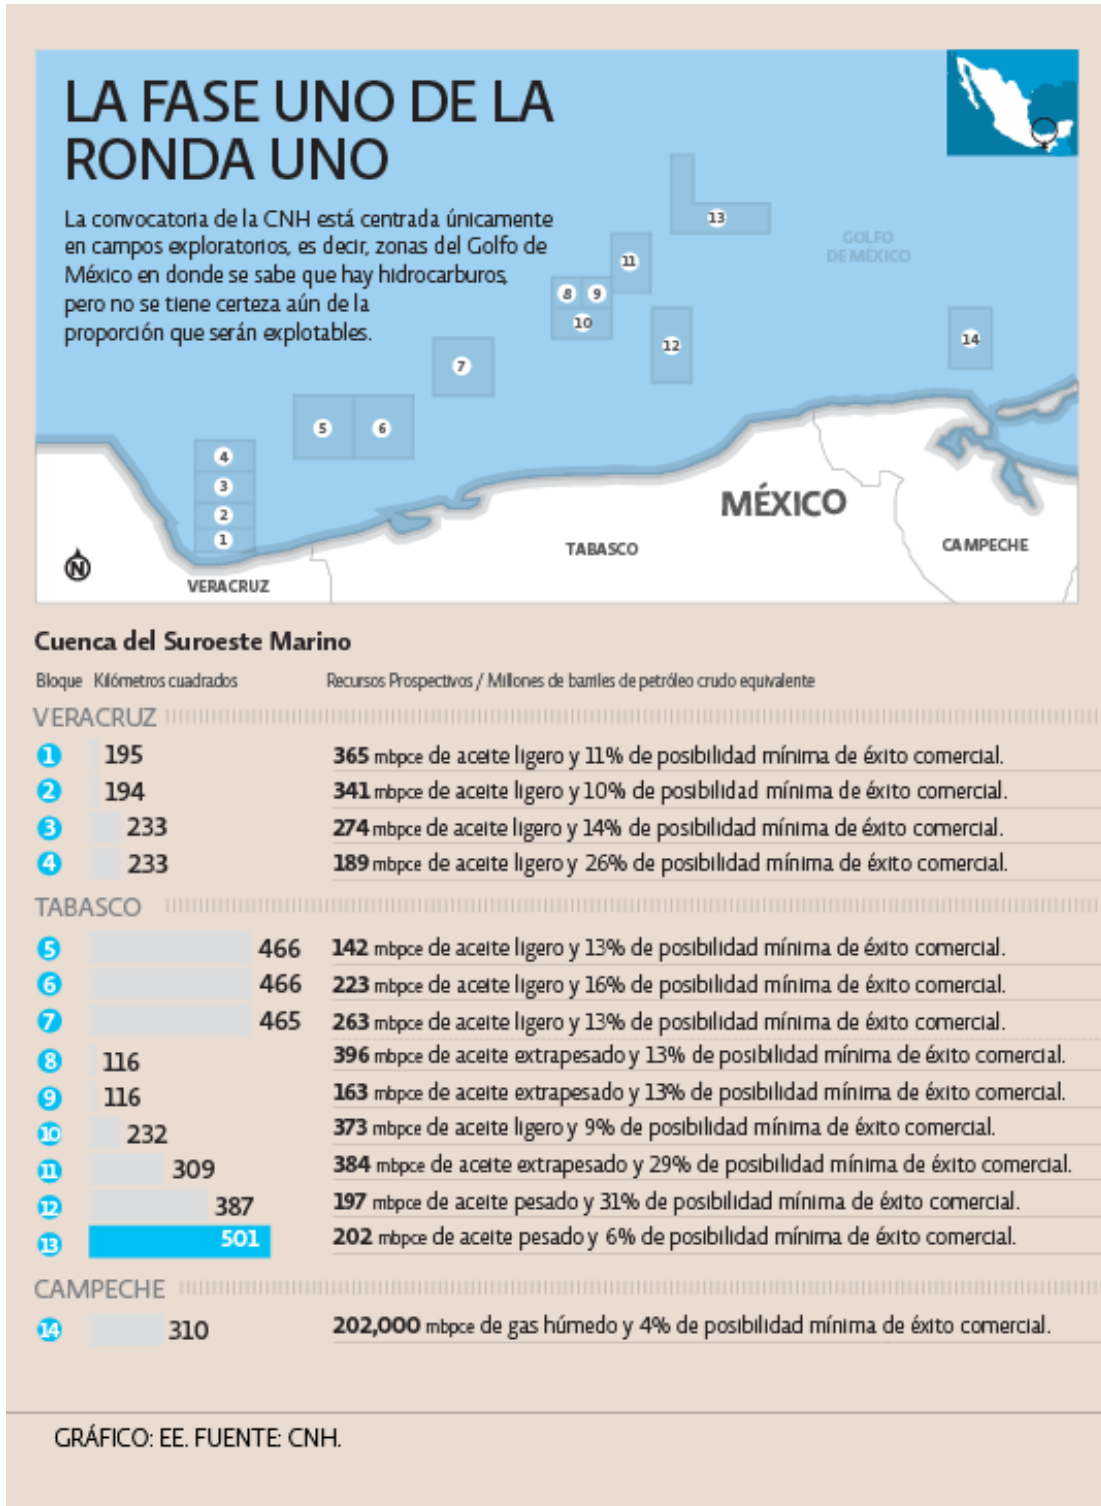 LA FASE UNO DE LA
RONDA UNO
La convocatoria de la CNH está centrada únicamente
en campos exploratorios, es decir, zonas del Golfo de
México en donde se sabe que hay hidrocarburos,
pero no se tiene certeza aún de la
proporción que serán explotables.
13
GOLFO
DE MÉXICO
11
8 9
10
12
14
7
5 6
4
3
2
1
MÉXICO
TABASCO
CAMPECHE
N
VERACRUZ
Cuenca del Suroeste Marino
Bloque Kilómetros cuadrados Recursos Prospectivos / Millones de barriles de petróleo crudo equivalente
VERACRUZ
1 195 365 mbpce de aceite ligero y 11% de posibilidad mínima de éxito comercial.
2 194 341 mbpce de aceite ligero y 10% de posibilidad mínima de éxito comercial.
3 233 274 mbpce de aceite ligero y 14% de posibilidad mínima de éxito comercial.
4 233 189 mbpce de aceite ligero y 26% de posibilidad mínima de éxito comercial.
TABASCO
5 466 142 mbpce de aceite ligero y 13% de posibilidad mínima de éxito comercial.
6 466 223 mbpce de aceite ligero y 16% de posibilidad mínima de éxito comercial.
7 465 263 mbpce de aceite ligero y 13% de posibilidad mínima de éxito comercial.
8 116 396 mbpce de aceite extrapesado y 13% de posibilidad mínima de éxito comercial.
9 116 163 mbpce de aceite extrapesado y 13% de posibilidad mínima de éxito comercial.
10 232 373 mbpce de aceite ligero y 9% de posibilidad mínima de éxito comercial.
11 309 384 mbpce de aceite extrapesado y 29% de posibilidad mínima de éxito comercial.
12 387 197 mbpce de aceite pesado y 31% de posibilidad mínima de éxito comercial.
13 501 202 mbpce de aceite pesado y 6% de posibilidad mínima de éxito comercial.
CAMPECHE
14 310 202,000 mbpce de gas húmedo y 4% de posibilidad mínima de éxito comercial.
GRÁFICO: EE. FUENTE: CNH.